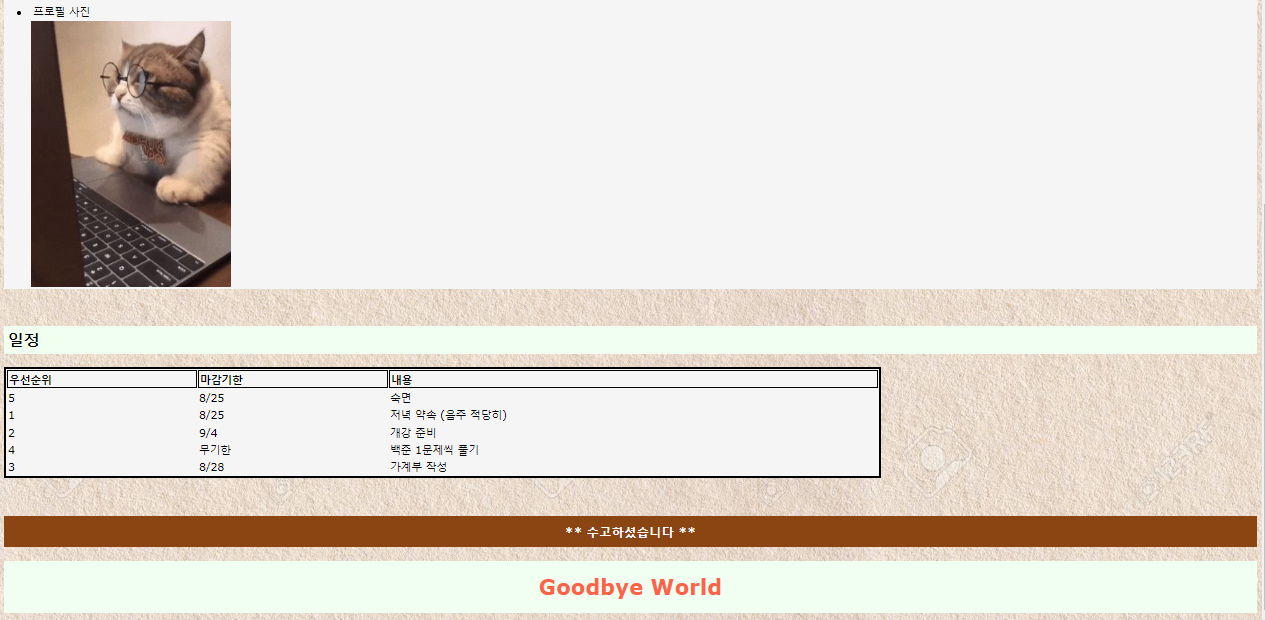 프로필 사진
일정
우선순위 마감기한 내용
5 8/25 숙면
1 8/25 저녁 약속 (음주 적당히)
2 9/4 개강 준비
4 무기한 백준 1문제씩 풀기
3 8/28 가계부 작성
123RF
** 수고하셨습니다 **
Goodbye World